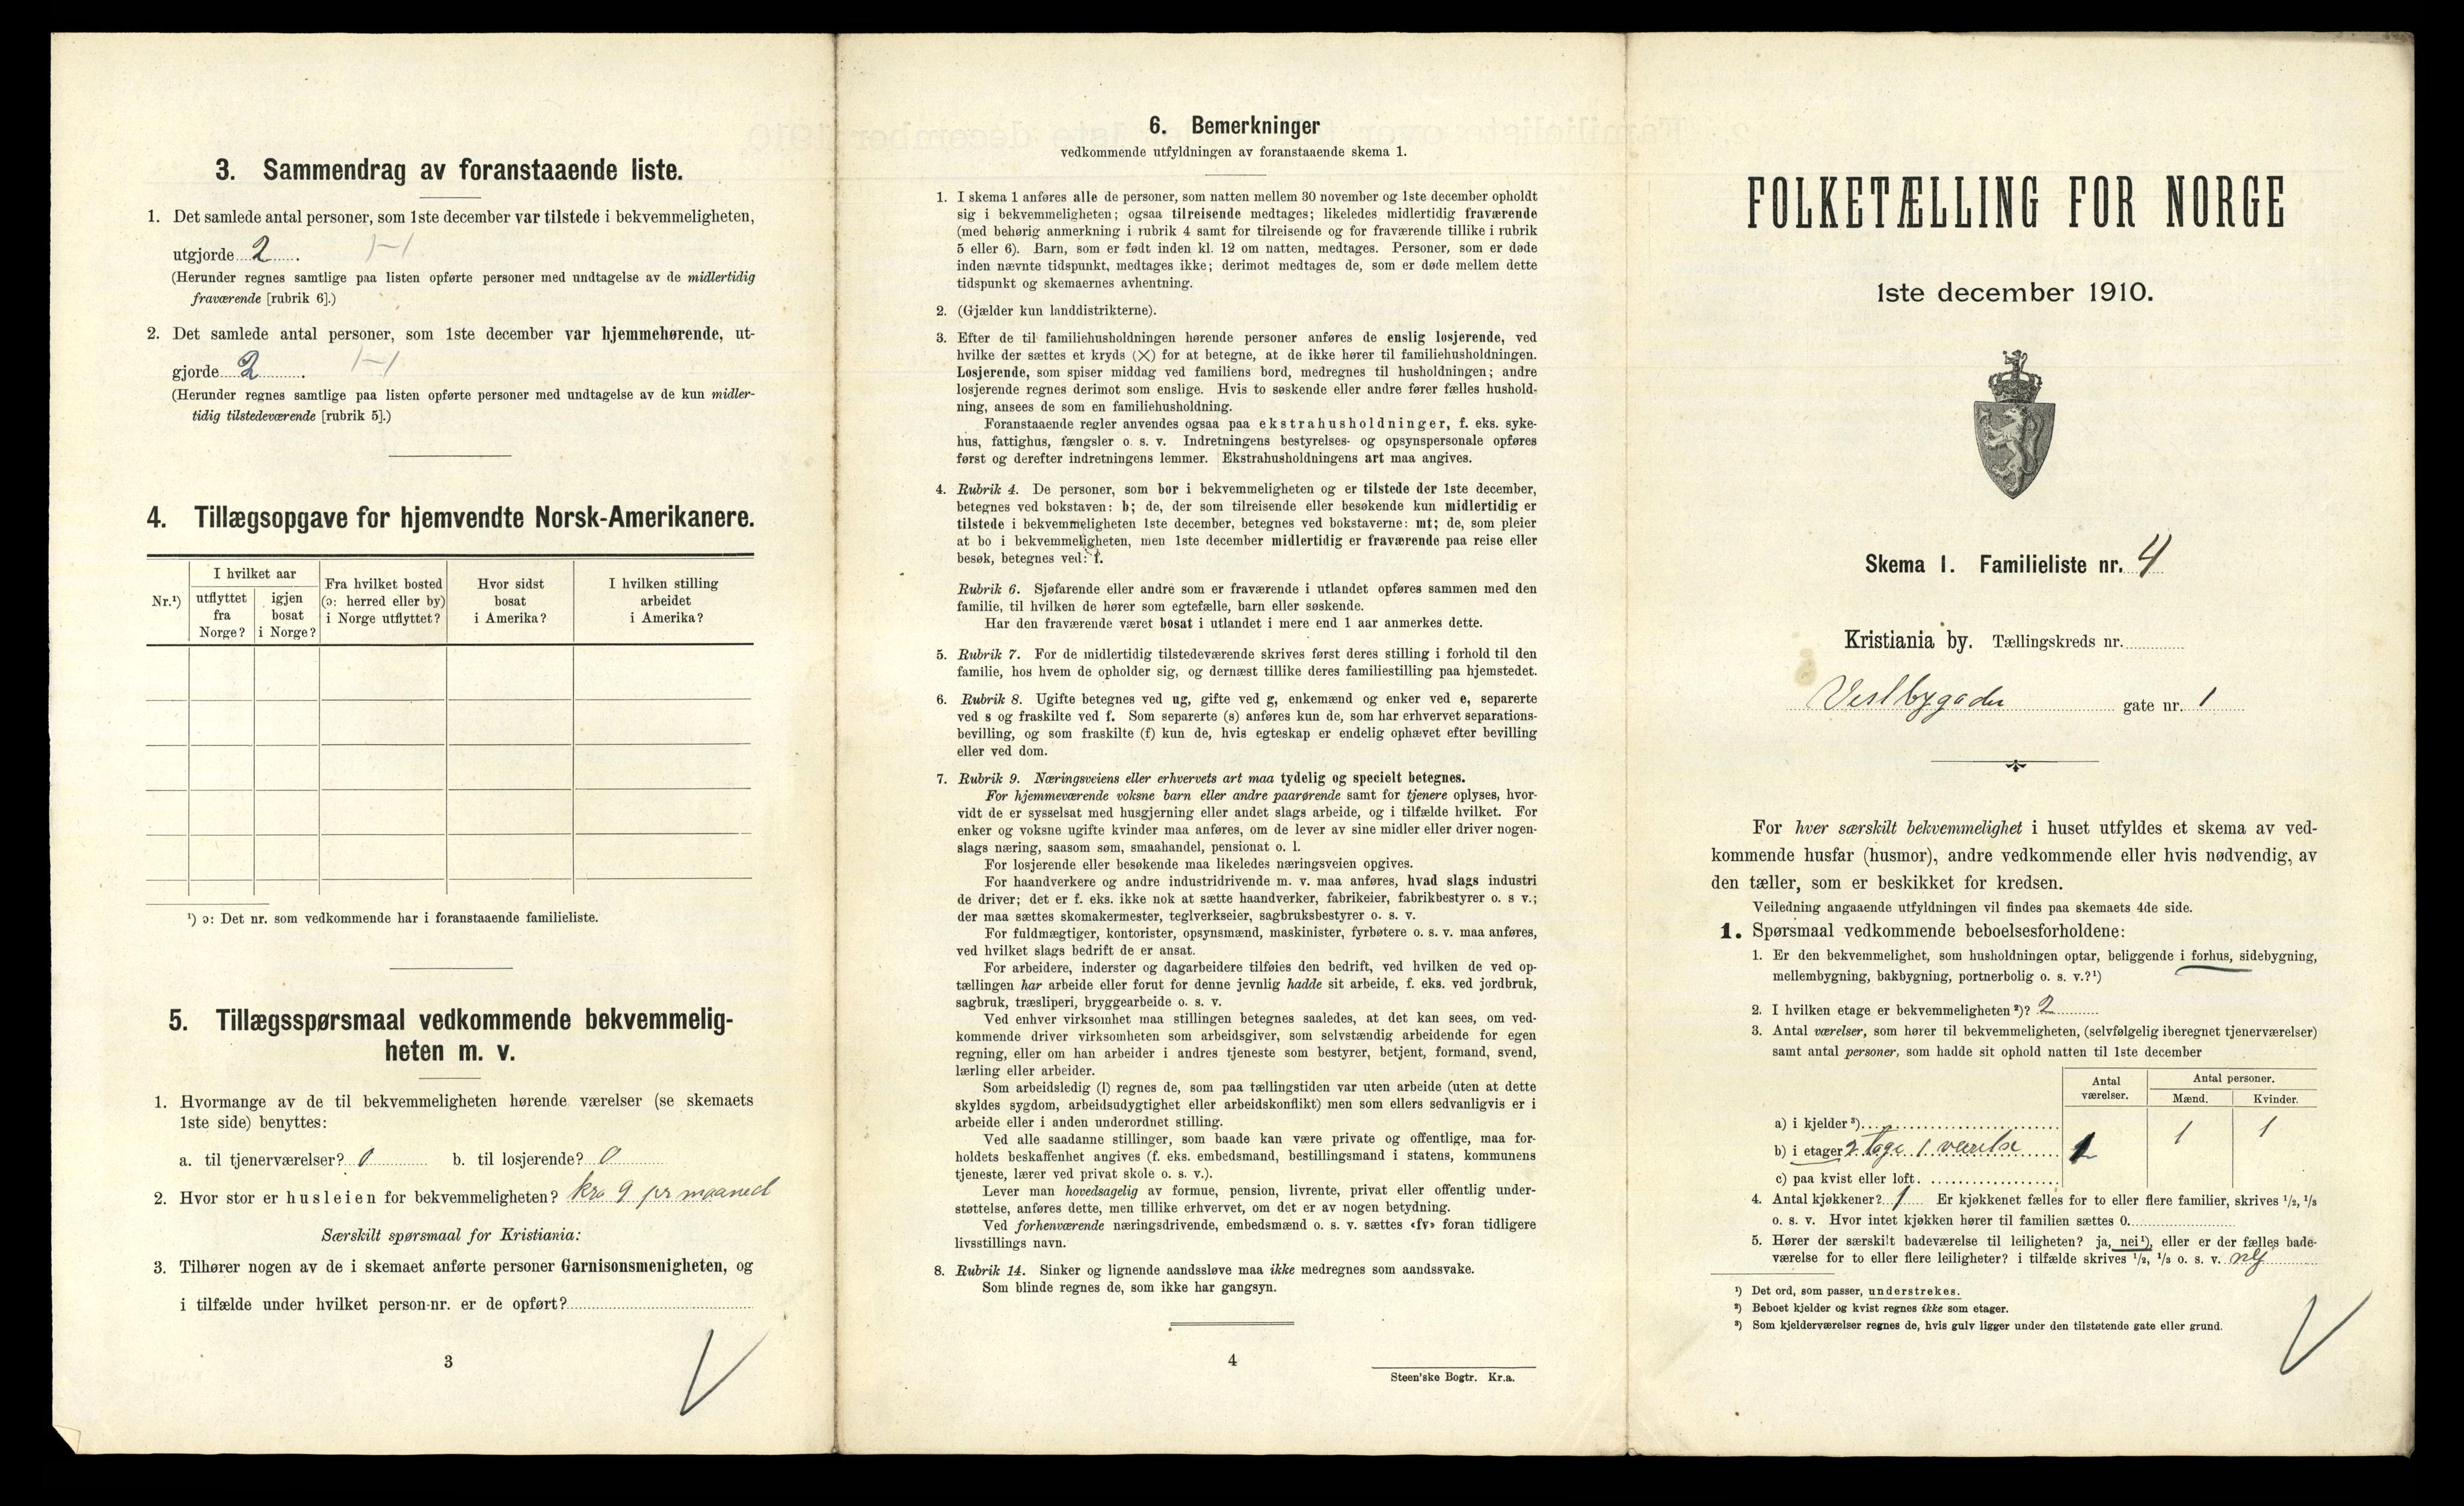 3. Sammendrag av foranstaaende liste.
1. Det samlede antal personer, som 1ste december var tilstede i bekvemmeligheten,
utgjorde 2 . 1-1
(Herunder regnes samtlige paa listen opførte personer med undtagelse av de midlertidig
fraværende [rubrik 6].)
2. Det samlede antal personer, som 1ste december var hjemmehørende, ut-
gjorde 2 . 1-1
(Herunder regnes samtlige paa listen opførte personer med undtagelse av de kun midler-
tidig tilstedeværende [rubrik 5].)
4. Tillægsopgave for hjemvendte Norsk-Amerikanere.
Nr.¹)
I hvilket aar
utflyttet
fra
Norge?
igjen
bosat
i Norge?
Fra hvilket bosted
(ɔ: herred eller by)
i Norge utflyttet?
Hvor sidst
bosat
i Amerika?
I hvilken stilling
arbeidet
i Amerika?
¹) ɔ: Det nr. som vedkommende har i foranstaaende familieliste.
5. Tillægsspørsmaal vedkommende bekvemmelig-
heten m. v.
1. Hvormange av de til bekvemmeligheten hørende værelser (se skemaets
1ste side) benyttes:
a. til tjenerværelser? 0 b. til losjerende? 0
2. Hvor stor er husleien for bekvemmeligheten? kro 9 pr maaned
Særskilt spørsmaal for Kristiania:
3. Tilhører nogen av de i skemaet anførte personer Garnisonsmenigheten, og
i tilfælde under hvilket person-nr. er de opført?
3
6. Bemerkninger
vedkommende utfyldningen av foranstaaende skema 1.
1. I skema 1 anføres alle de personer, som natten mellem 30 november og 1ste december opholdt
sig i bekvemmeligheten; ogsaa tilreisende medtages; likeledes midlertidig fraværende
(med behørig anmerkning i rubrik 4 samt for tilreisende og for fraværende tillike i rubrik
5 eller 6). Barn, som er født inden kl. 12 om natten, medtages. Personer, som er døde
inden nævnte tidspunkt, medtages ikke; derimot medtages de, som er døde mellem dette
tidspunkt og skemaernes avhentning.
2. (Gjælder kun landdistrikterne).
3. Efter de til familiehusholdningen hørende personer anføres de enslig losjerende, ved
hvilke der sættes et kryds (×) for at betegne, at de ikke hører til familiehusholdningen.
Losjerende, som spiser middag ved familiens bord, medregnes til husholdningen; andre
losjerende regnes derimot som enslige. Hvis to søskende eller andre fører fælles hushold-
ning, ansees de som en familiehusholdning.
Foranstaaende regler anvendes ogsaa paa ekstrahusholdninger, f. eks. syke-
hus, fattighus, fængsler o. s. v. Indretningens bestyrelses- og opsynspersonale opføres
først og derefter indretningens lemmer. Ekstrahusholdningens art maa angives.
4. Rubrik 4. De personer, som bor i bekvemmeligheten og er tilstede der 1ste december,
betegnes ved bokstaven: b; de, der som tilreisende eller besøkende kun midlertidig er
tilstede i bekvemmeligheten 1ste december, betegnes ved bokstaverne: mt; de, som pleier
at bo i bekvemmeligheten, men 1ste december midlertidig er fraværende paa reise eller
besøk, betegnes ved: f.
Rubrik 6. Sjøfarende eller andre som er fraværende i utlandet opføres sammen med den
familie, til hvilken de hører som egtefælle, barn eller søskende.
Har den fraværende været bosat i utlandet i mere end 1 aar anmerkes dette.
5. Rubrik 7. For de midlertidig tilstedeværende skrives først deres stilling i forhold til den
familie, hos hvem de opholder sig, og dernæst tillike deres familiestilling paa hjemstedet.
6. Rubrik 8. Ugifte betegnes ved ug, gifte ved g, enkemænd og enker ved e, separerte
ved s og fraskilte ved f. Som separerte (s) anføres kun de, som har erhvervet separations-
bevilling, og som fraskilte (f) kun de, hvis egteskap er endelig ophævet efter bevilling
eller ved dom.
7. Rubrik 9. Næringsveiens eller erhvervets art maa tydelig og specielt betegnes.
For hjemmeværende voksne barn eller andre paarørende samt for tjenere oplyses, hvor-
vidt de er sysselsat med husgjerning eller andet slags arbeide, og i tilfælde hvilket. For
enker og voksne ugifte kvinder maa anføres, om de lever av sine midler eller driver nogen-
slags næring, saasom søm, smaahandel, pensionat o. l.
For losjerende eller besøkende maa likeledes næringsveien opgives.
For haandverkere og andre industridrivende m. v. maa anføres, hvad slags industri
de driver; det er f. eks. ikke nok at sætte haandverker, fabrikeier, fabrikbestyrer o. s v.;
der maa sættes skomakermester, teglverkseier, sagbruksbestyrer o. s. v.
For fuldmægtiger, kontorister, opsynsmænd, maskinister, fyrbøtere o. s. v. maa anføres,
ved hvilket slags bedrift de er ansat.
For arbeidere, inderster og dagarbeidere tilføies den bedrift, ved hvilken de ved op-
tællingen har arbeide eller forut for denne jevnlig hadde sit arbeide, f. eks. ved jordbruk,
sagbruk, træsliperi, bryggearbeide o. s. v.
Ved enhver virksomhet maa stillingen betegnes saaledes, at det kan sees, om ved-
kommende driver virksomheten som arbeidsgiver, som selvstændig arbeidende for egen
regning, eller om han arbeider i andres tjeneste som bestyrer, betjent, formand, svend,
lærling eller arbeider.
Som arbeidsledig (l) regnes de, som paa tællingstiden var uten arbeide (uten at dette
skyldes sygdom, arbeidsudygtighet eller arbeidskonflikt) men som ellers sedvanligvis er i
arbeide eller i anden underordnet stilling.
Ved alle saadanne stillinger, som baade kan være private og offentlige, maa for-
holdets beskaffenhet angives (f. eks. embedsmand, bestillingsmand i statens, kommunens
tjeneste, lærer ved privat skole o. s. v.).
Lever man hovedsagelig av formue, pension, livrente, privat eller offentlig under-
støttelse, anføres dette, men tillike erhvervet, om det er av nogen betydning.
Ved forhenværende næringsdrivende, embedsmænd o. s. v. sættes «fv» foran tidligere
livsstillings navn.
8. Rubrik 14. Sinker og lignende aandssløve maa ikke medregnes som aandssvake.
Som blinde regnes de, som ikke har gangsyn.
4
Steen'ske Bogtr. Kr.a.
FOLKETÆLLING FOR NORGE
1ste december 1910.
Skema 1. Familieliste nr. 4
Kristiania by. Tællingskreds nr.
Vestbygaden gate nr. 1
For hver særskilt bekvemmelighet i huset utfyldes et skema av ved-
kommende husfar (husmor), andre vedkommende eller hvis nødvendig, av
den tæller, som er beskikket for kredsen.
Veiledning angaaende utfyldningen vil findes paa skemaets 4de side.
1. Spørsmaal vedkommende beboelsesforholdene:
1. Er den bekvemmelighet, som husholdningen optar, beliggende i forhus, sidebygning,
mellembygning, bakbygning, portnerbolig o. s. v.?¹)
2. I hvilken etage er bekvemmeligheten²)? 2
3. Antal værelser, som hører til bekvemmeligheten, (selvfølgelig iberegnet tjenerværelser)
samt antal personer, som hadde sit ophold natten til 1ste december
Antal
værelser.
Antal personer.
Mænd. Kvinder.
a) i kjelder³)
b) i etager 2 tage 1 værelse 1 1 1
c) paa kvist eller loft
4. Antal kjøkkener? 1 Er kjøkkenet fælles for to eller flere familier, skrives ¹/₂, ¹/₃
o. s. v. Hvor intet kjøkken hører til familien sættes 0.
5. Hører der særskilt badeværelse til leiligheten? ja, nei¹), eller er der fælles bade-
værelse for to eller flere leiligheter? i tilfælde skrives ¹/₂, ¹/₃ o. s. v. nej
¹) Det ord, som passer, understrekes.
²) Beboet kjelder og kvist regnes ikke som etager.
³) Som kjelderværelser regnes de, hvis gulv ligger under den tilstøtende gate eller grund.